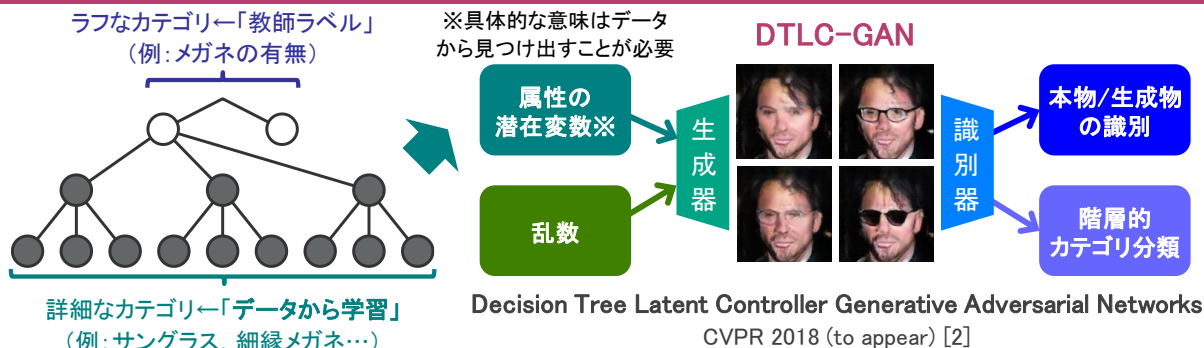 ラフなカテゴリ←「教師ラベル」
（例：メガネの有無）
※具体的な意味はデータ
から見つけ出すことが必要
DTLC-GAN
属性の
潜在変数※
乱数
生成器
識別器
本物/生成物
の識別
階層的
カテゴリ分類
詳細なカテゴリ←「データから学習」
（例：サングラス、細縁メガネ…）
Decision Tree Latent Controller Generative Adversarial Networks
CVPR 2018 (to appear) [2]